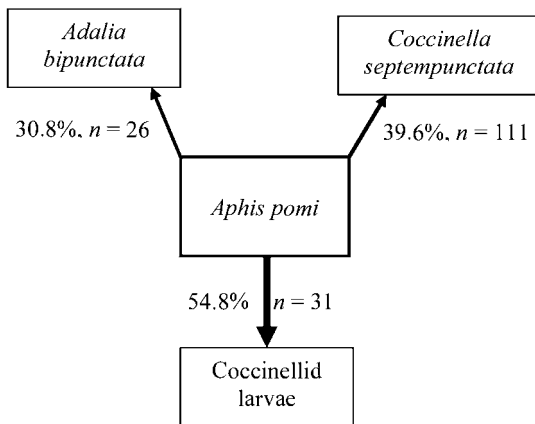 Adalia
bipunctata
Coccinella
septempunctata
30.8%, n = 26
39.6%, n = 111
Aphis pomi
54.8% n = 31
Coccinellid
larvae